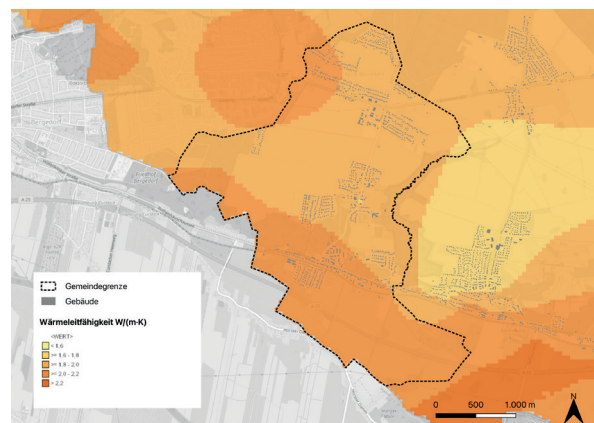 A 25
Gemeindegrenze
Gebäude
Wärmeleitfähigkeit W/(m·K)
<WERT>
< 1.6
>= 1.6 - 1.8
>= 1.8 - 2.0
>= 2.0 - 2.2
> 2.2
0 500 1.000 m
N